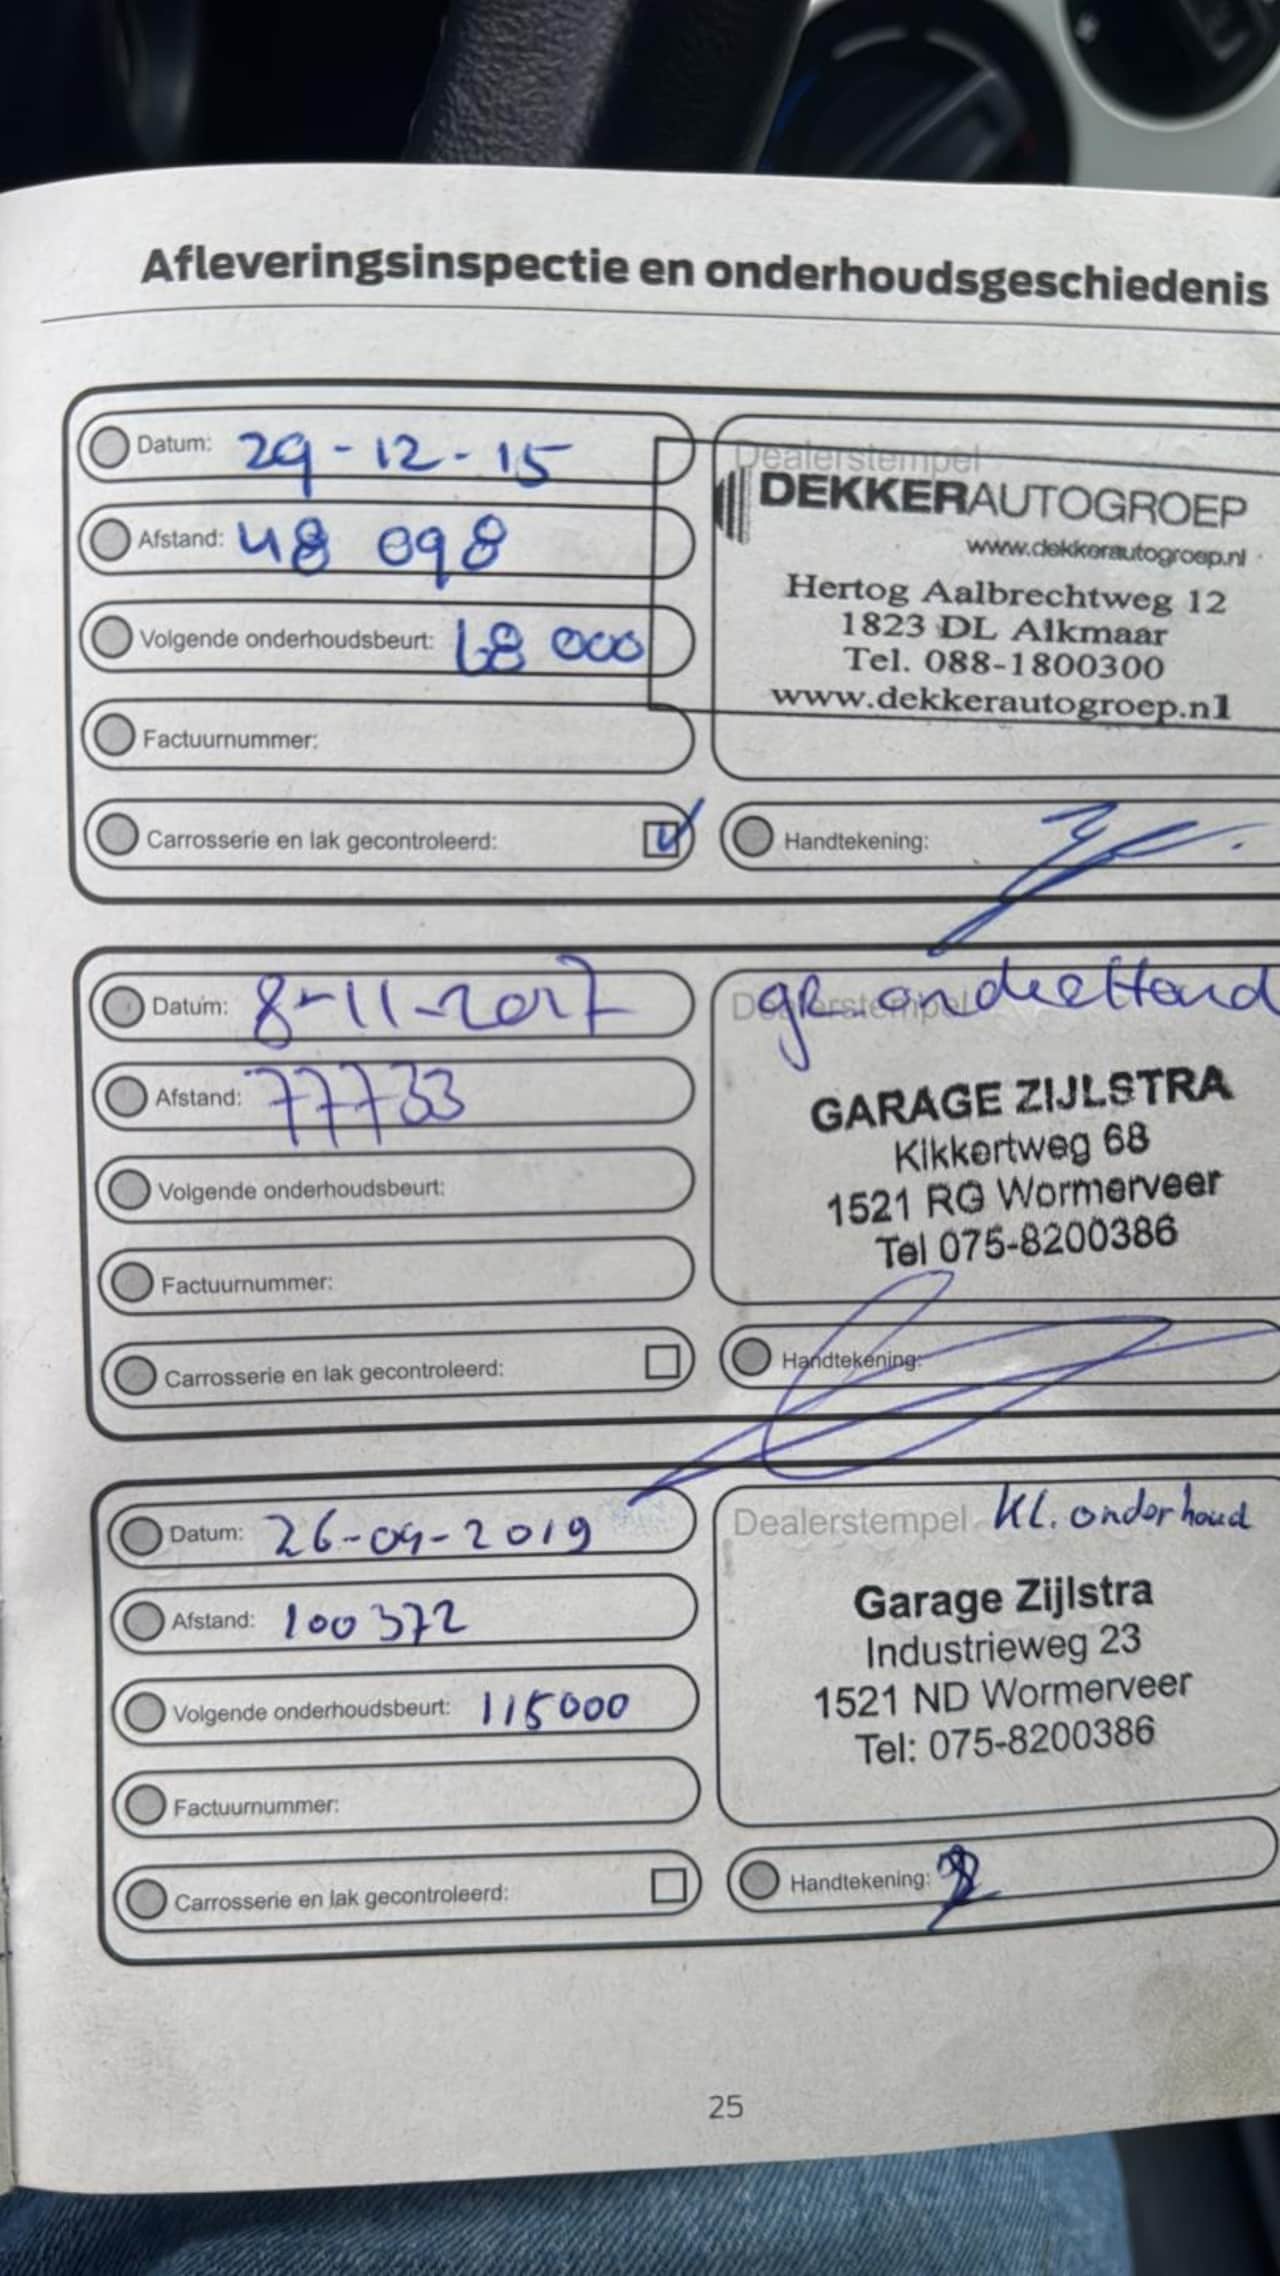 Afleveringsinspectie en onderhoudsgeschiedenis
Datum: 29-12-15
Afstand: 48 098
Volgende onderhoudsbeurt: 68 000
Factuurnummer:
Carrosserie en lak gecontroleerd:
Dealerstempel
DEKKERAUTOGROEP
www.dekkerautogroep.nl
Hertog Aalbrechtweg 12
1823 DL Alkmaar
Tel. 088-1800300
www.dekkerautogroep.nl
Handtekening:
Datum: 8-11-2017
Afstand: 77733
Volgende onderhoudsbeurt:
Factuurnummer:
Carrosserie en lak gecontroleerd:
Dealerstempel
GARAGE ZIJLSTRA
Kikkertweg 68
1521 RG Wormerveer
Tel 075-8200386
Handtekening:
Datum: 26-09-2019
Afstand: 100372
Volgende onderhoudsbeurt: 115000
Factuurnummer:
Carrosserie en lak gecontroleerd:
Dealerstempel kl. onderhoud
Garage Zijlstra
Industrieweg 23
1521 ND Wormerveer
Tel: 075-8200386
Handtekening:
25